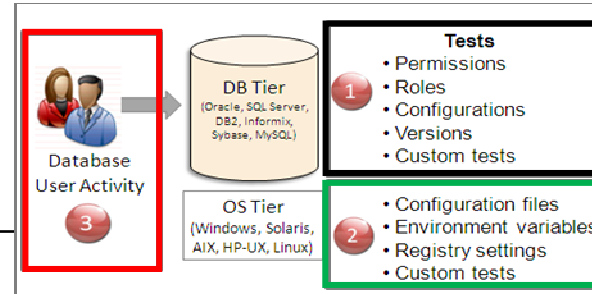 Database
User Activity
3
DB Tier
(Oracle, SQL Server,
DB2, Informix,
Sybase, MySQL)
OS Tier
(Windows, Solaris,
AIX, HP-UX, Linux)
Tests
1
• Permissions
• Roles
• Configurations
• Versions
• Custom tests
2
• Configuration files
• Environment variables
• Registry settings
• Custom tests